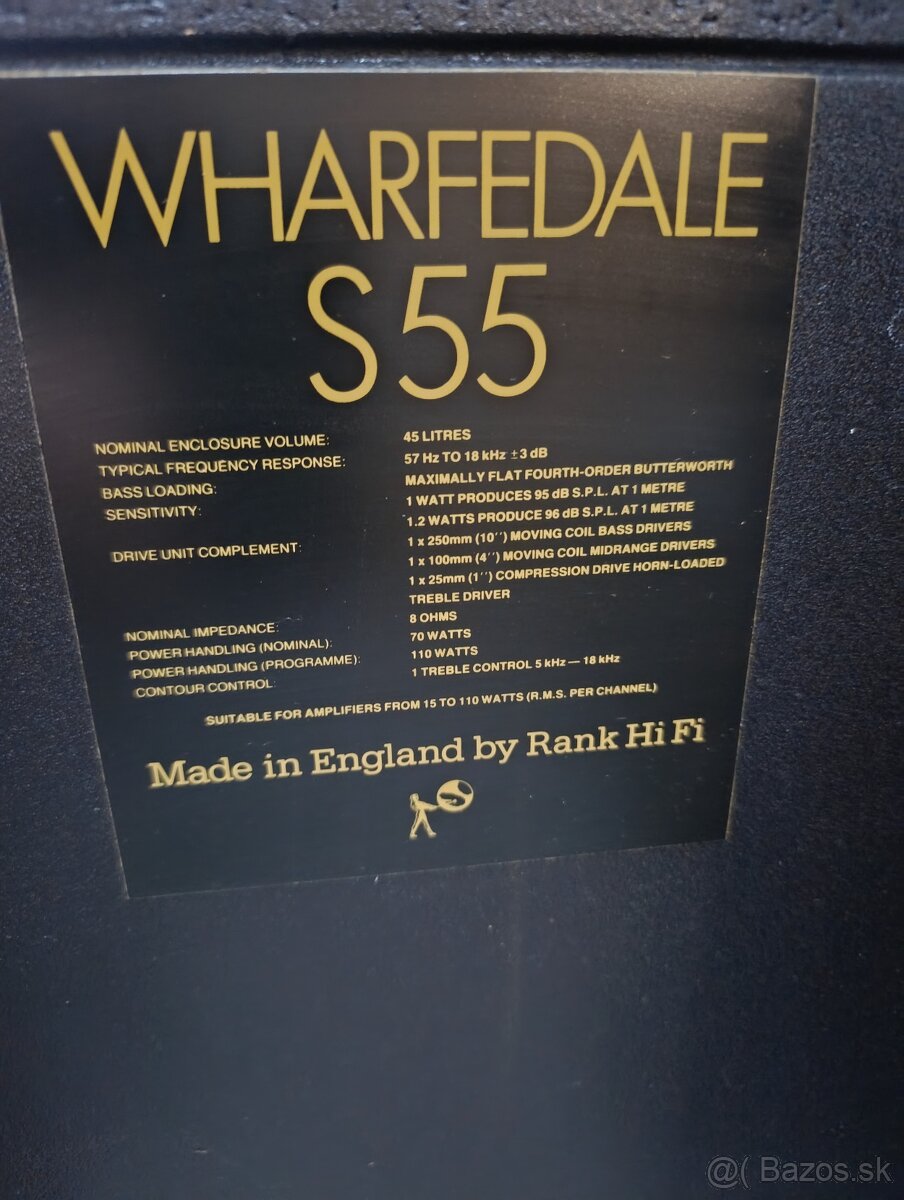 WHARFEDALE
S55
NOMINAL ENCLOSURE VOLUME: 45 LITRES
TYPICAL FREQUENCY RESPONSE: 57 Hz TO 18 kHz ±3 dB
BASS LOADING: MAXIMALLY FLAT FOURTH-ORDER BUTTERWORTH
SENSITIVITY: 1 WATT PRODUCES 95 dB S.P.L. AT 1 METRE
1.2 WATTS PRODUCE 96 dB S.P.L. AT 1 METRE
DRIVE UNIT COMPLEMENT: 1 x 250mm (10'') MOVING COIL BASS DRIVERS
1 x 100mm (4'') MOVING COIL MIDRANGE DRIVERS
1 x 25mm (1'') COMPRESSION DRIVE HORN-LOADED
TREBLE DRIVER
NOMINAL IMPEDANCE: 8 OHMS
POWER HANDLING (NOMINAL): 70 WATTS
POWER HANDLING (PROGRAMME): 110 WATTS
CONTOUR CONTROL: 1 TREBLE CONTROL 5 kHz — 18 kHz
SUITABLE FOR AMPLIFIERS FROM 15 TO 110 WATTS (R.M.S. PER CHANNEL)
Made in England by Rank Hi Fi
@( Bazos.sk